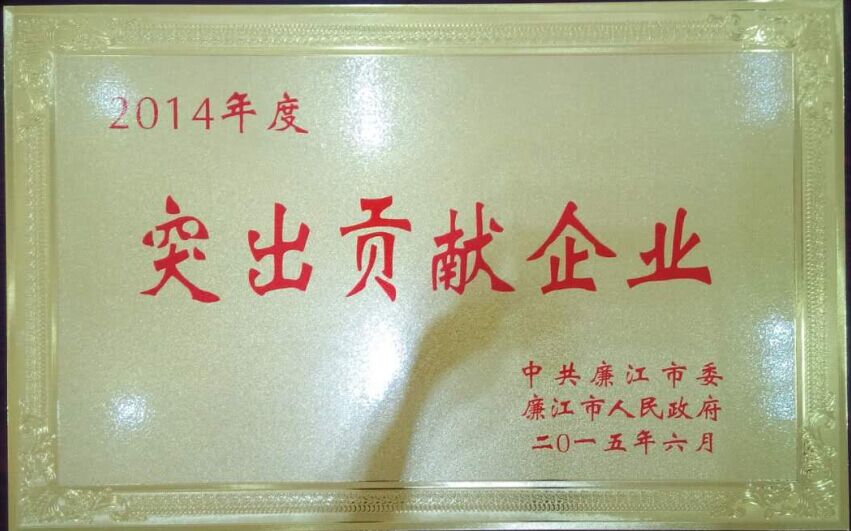 2014年度
突出贡献企业
中共廉江市委
廉江市人民政府
二0一五年六月